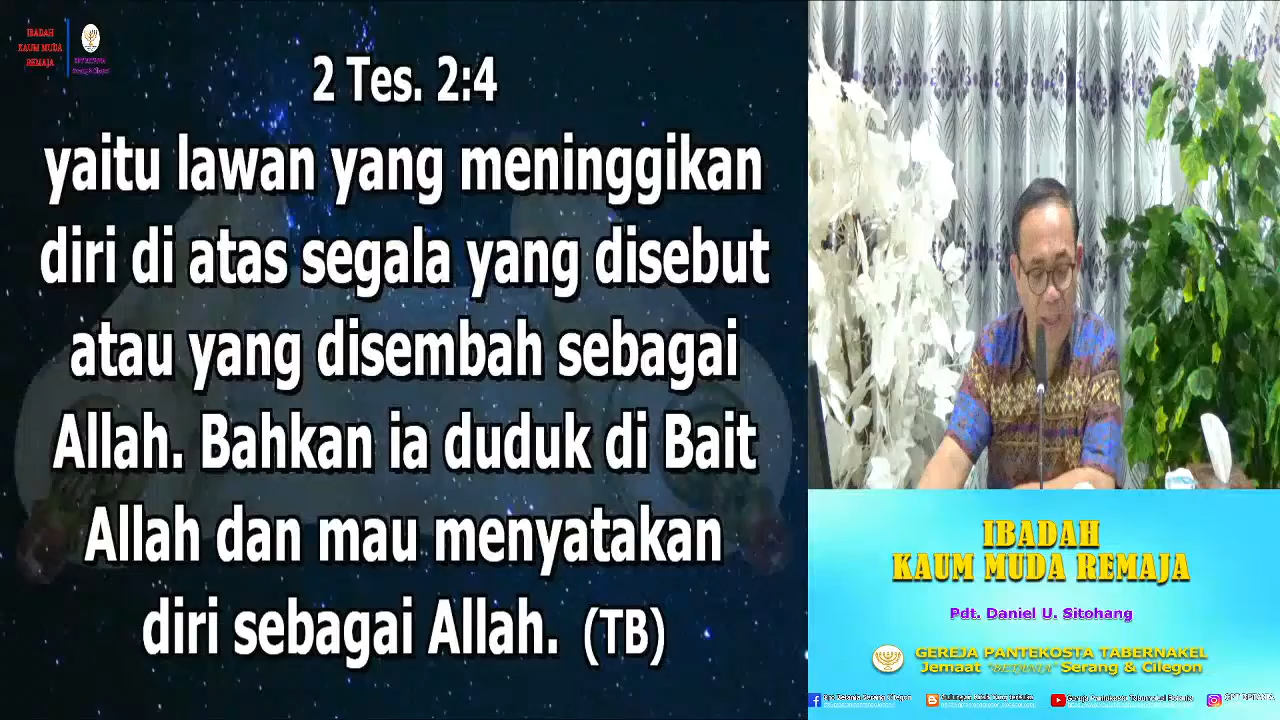 IBADAH
KAUM MUDA
REMAJA
2 Tes. 2:4
yaitu lawan yang meninggikan
diri di atas segala yang disebut
atau yang disembah sebagai
Allah. Bahkan ia duduk di Bait
Allah dan mau menyatakan
diri sebagai Allah. (TB)
IBADAH
KAUM MUDA REMAJA
Pdt. Daniel U. Sitohang
GEREJA PANTEKOSTA TABERNAKEL
Jemaat "BETANIA" Serang & Cilegon